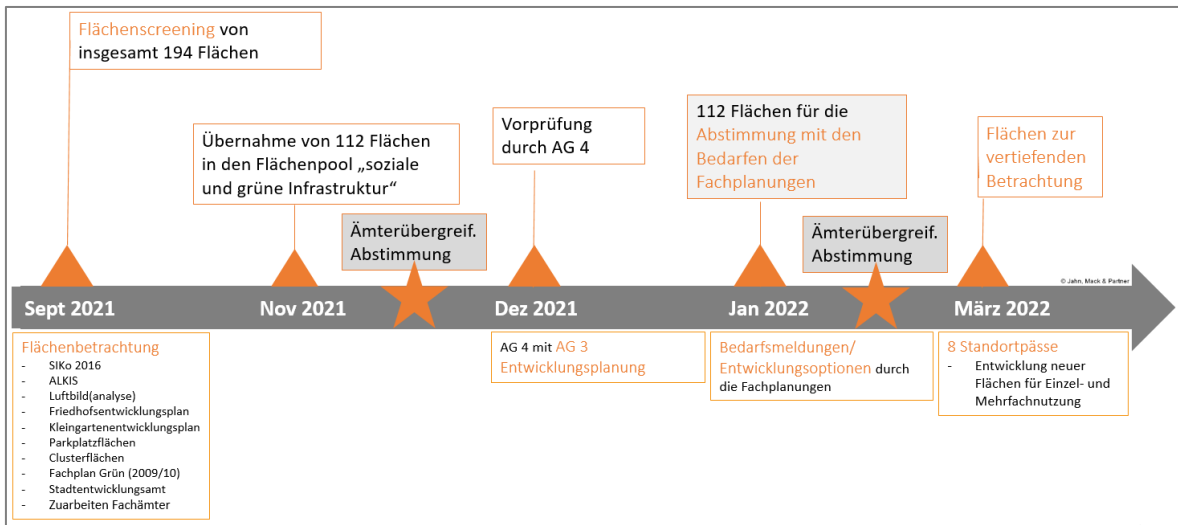 Flächenscreening von
insgesamt 194 Flächen
Übernahme von 112 Flächen
in den Flächenpool „soziale
und grüne Infrastruktur“
Ämterübergreif.
Abstimmung
Vorprüfung
durch AG 4
112 Flächen für die
Abstimmung mit den
Bedarfen der
Fachplanungen
Ämterübergreif.
Abstimmung
Flächen zur
vertiefenden
Betrachtung
© Jahn, Mack & Partner
Sept 2021
Nov 2021
Dez 2021
Jan 2022
März 2022
Flächenbetrachtung
- SIKo 2016
- ALKIS
- Luftbild(analyse)
- Friedhofsentwicklungsplan
- Kleingartenentwicklungsplan
- Parkplatzflächen
- Clusterflächen
- Fachplan Grün (2009/10)
- Stadtentwicklungsamt
- Zuarbeiten Fachämter
AG 4 mit AG 3
Entwicklungsplanung
Bedarfsmeldungen/
Entwicklungsoptionen durch
die Fachplanungen
8 Standortpässe
- Entwicklung neuer
Flächen für Einzel- und
Mehrfachnutzung